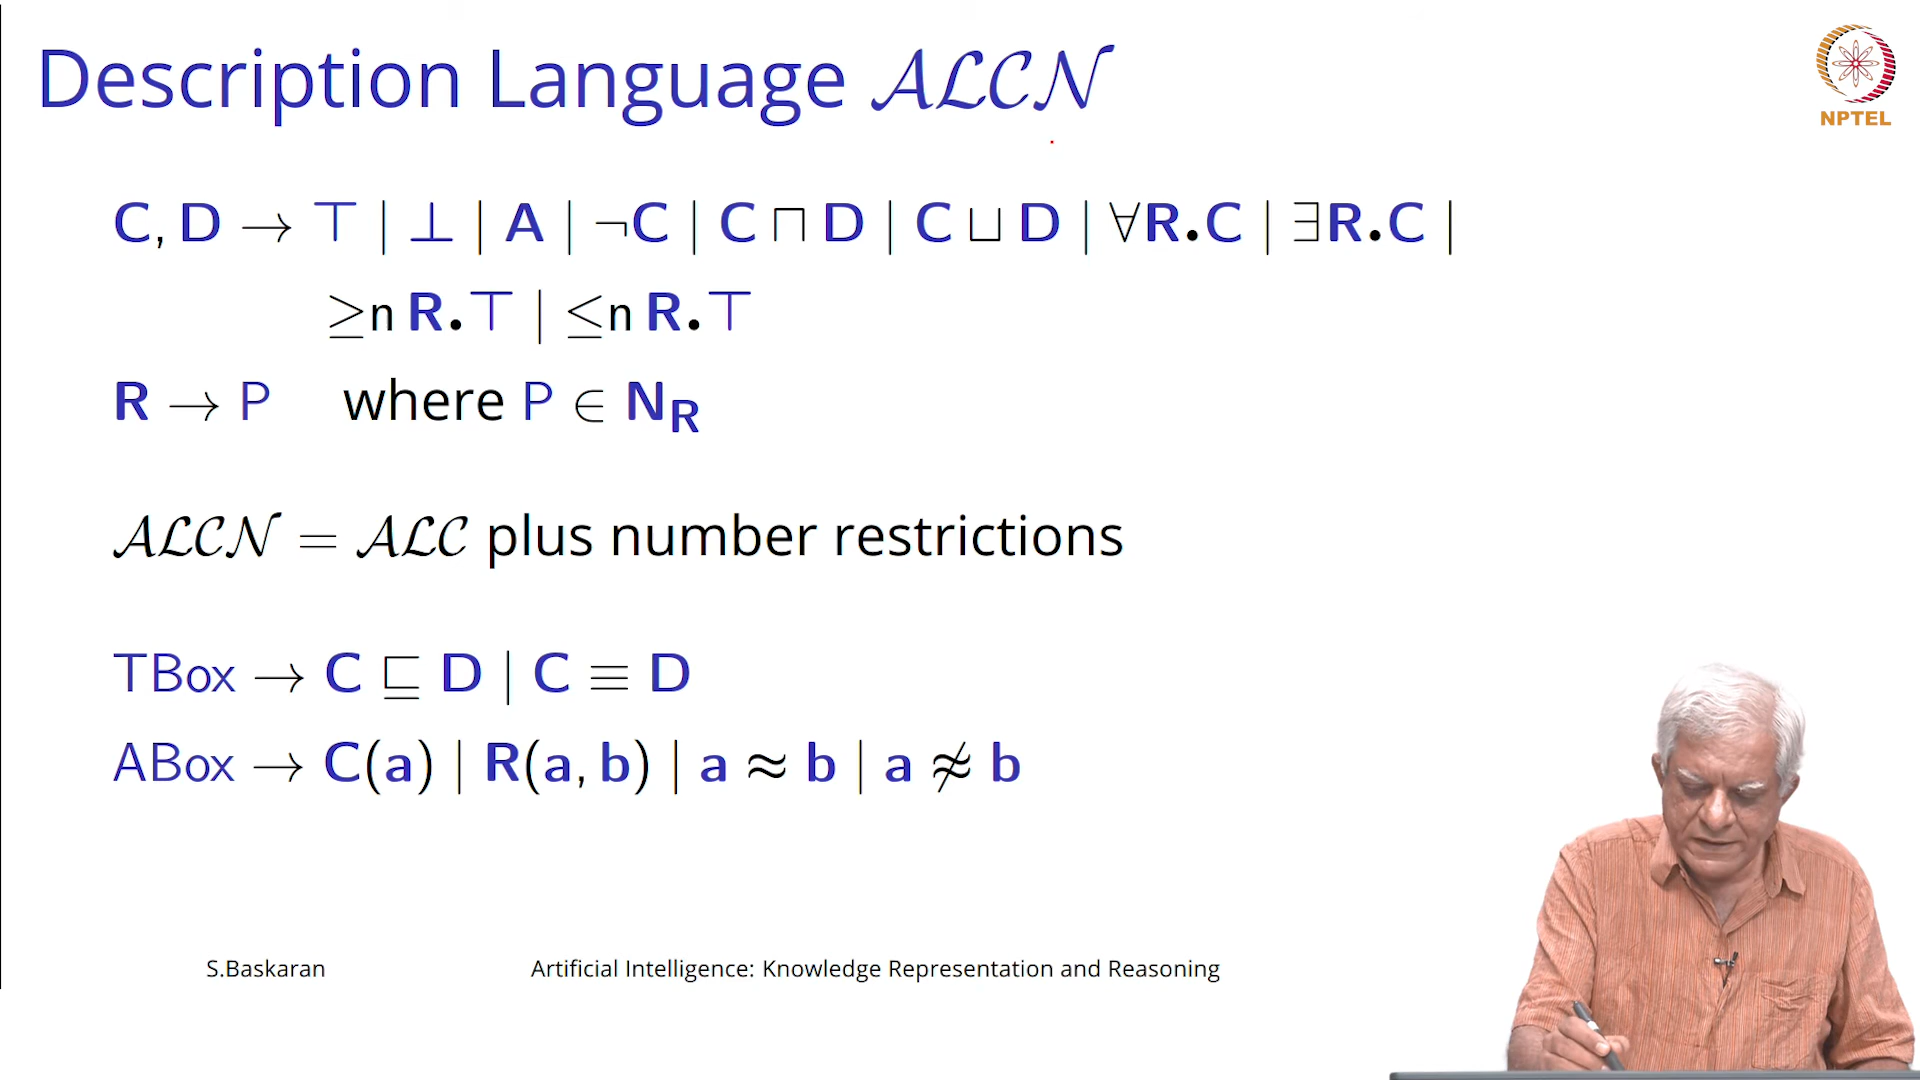 Description Language 𝒜ℒ𝒞𝒩
NPTEL
C, D → ⊤ | ⊥ | A | ¬C | C ⊓ D | C ⊔ D | ∀R.C | ∃R.C |
≥n R.⊤ | ≤n R.⊤
R → P where P ∈ N_R
𝒜ℒ𝒞𝒩 = 𝒜ℒ𝒞 plus number restrictions
TBox → C ⊑ D | C ≡ D
ABox → C(a) | R(a, b) | a ≈ b | a ≉ b
S.Baskaran Artificial Intelligence: Knowledge Representation and Reasoning